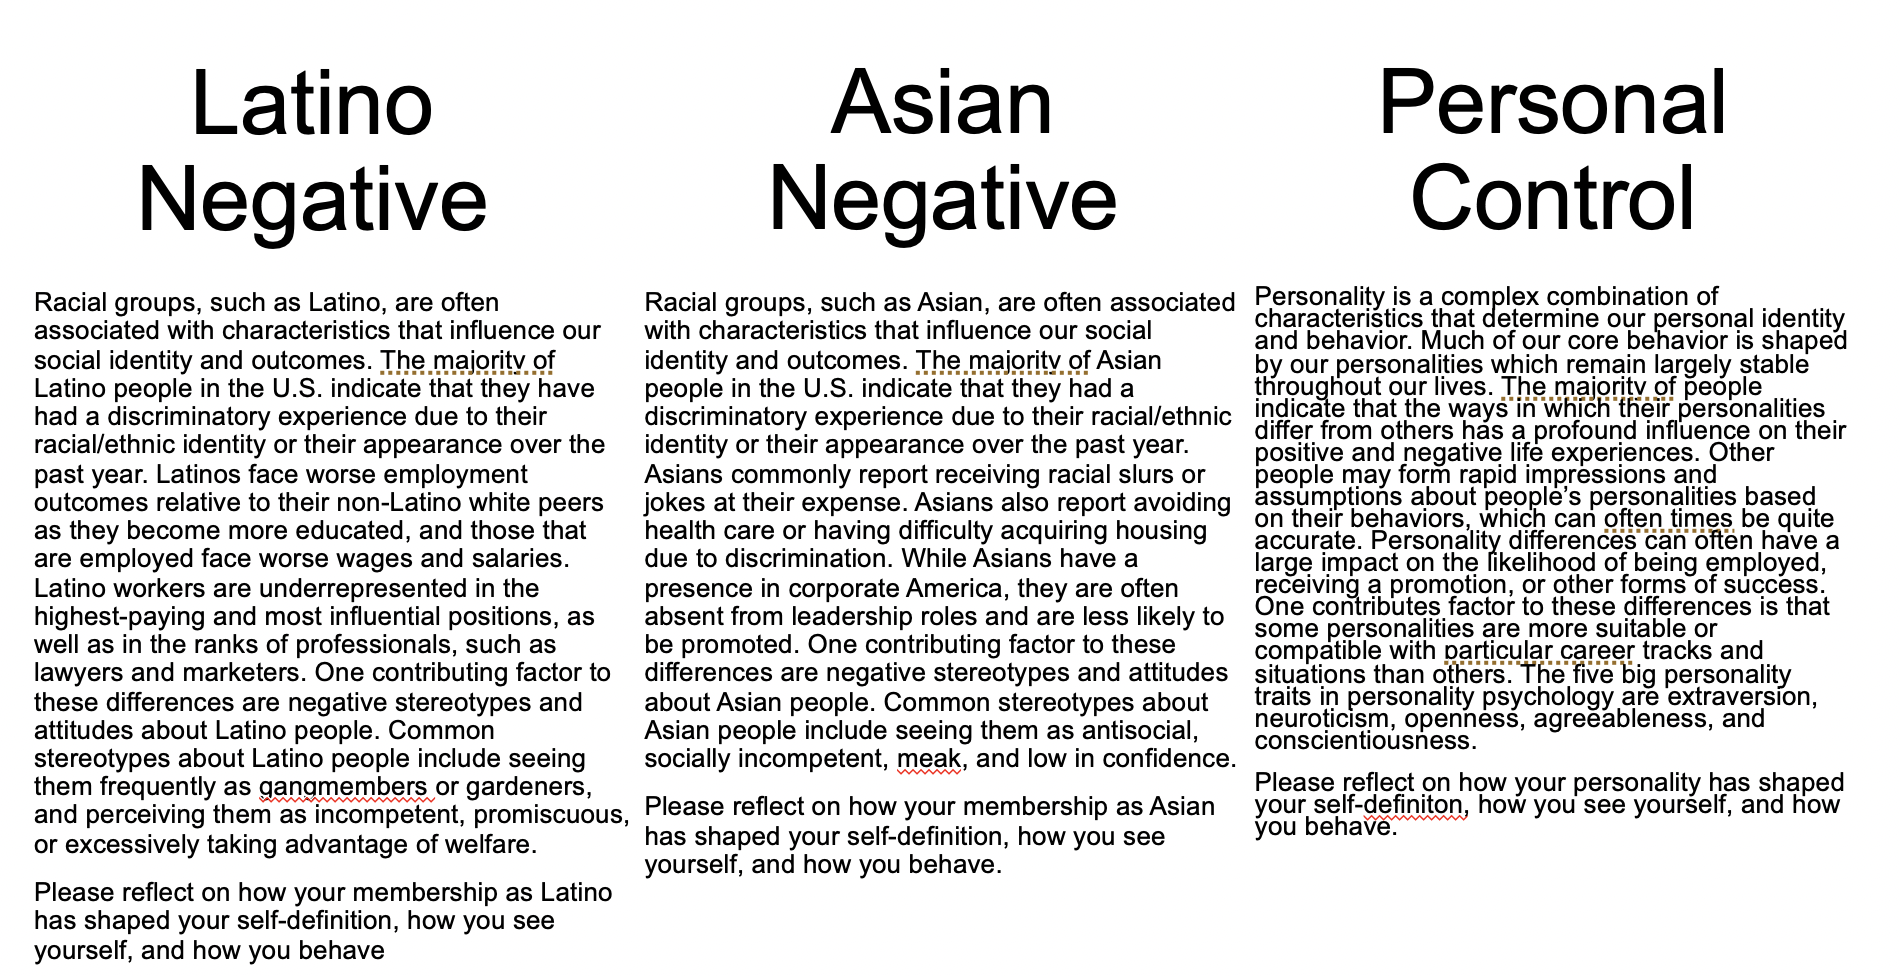 Latino
Negative
Racial groups, such as Latino, are often
associated with characteristics that influence our
social identity and outcomes. The majority of
Latino people in the U.S. indicate that they have
had a discriminatory experience due to their
racial/ethnic identity or their appearance over the
past year. Latinos face worse employment
outcomes relative to their non-Latino white peers
as they become more educated, and those that
are employed face worse wages and salaries.
Latino workers are underrepresented in the
highest-paying and most influential positions, as
well as in the ranks of professionals, such as
lawyers and marketers. One contributing factor to
these differences are negative stereotypes and
attitudes about Latino people. Common
stereotypes about Latino people include seeing
them frequently as gangmembers or gardeners,
and perceiving them as incompetent, promiscuous,
or excessively taking advantage of welfare.
Please reflect on how your membership as Latino
has shaped your self-definition, how you see
yourself, and how you behave
Asian
Negative
Racial groups, such as Asian, are often associated
with characteristics that influence our social
identity and outcomes. The majority of Asian
people in the U.S. indicate that they had a
discriminatory experience due to their racial/ethnic
identity or their appearance over the past year.
Asians commonly report receiving racial slurs or
jokes at their expense. Asians also report avoiding
health care or having difficulty acquiring housing
due to discrimination. While Asians have a
presence in corporate America, they are often
absent from leadership roles and are less likely to
be promoted. One contributing factor to these
differences are negative stereotypes and attitudes
about Asian people. Common stereotypes about
Asian people include seeing them as antisocial,
socially incompetent, meak, and low in confidence.
Please reflect on how your membership as Asian
has shaped your self-definition, how you see
yourself, and how you behave.
Personal
Control
Personality is a complex combination of
characteristics that determine our personal identity
and behavior. Much of our core behavior is shaped
by our personalities which remain largely stable
throughout our lives. The majority of people
indicate that the ways in which their personalities
differ from others has a profound influence on their
positive and negative life experiences. Other
people may form rapid impressions and
assumptions about people’s personalities based
on their behaviors, which can often times be quite
accurate. Personality differences can often have a
large impact on the likelihood of being employed,
receiving a promotion, or other forms of success.
One contributes factor to these differences is that
some personalities are more suitable or
compatible with particular career tracks and
situations than others. The five big personality
traits in personality psychology are extraversion,
neuroticism, openness, agreeableness, and
conscientiousness.
Please reflect on how your personality has shaped
your self-definiton, how you see yourself, and how
you behave.